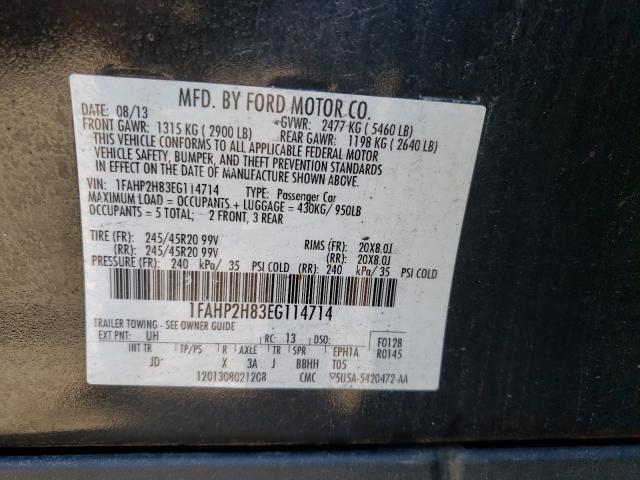 MFD. BY FORD MOTOR CO.
DATE: 08/13 GVWR: 2477 KG ( 5460 LB)
FRONT GAWR: 1315 KG ( 2900 LB) REAR GAWR: 1198 KG ( 2640 LB)
THIS VEHICLE CONFORMS TO ALL APPLICABLE FEDERAL MOTOR
VEHICLE SAFETY, BUMPER, AND THEFT PREVENTION STANDARDS
IN EFFECT ON THE DATE OF MANUFACTURE SHOWN ABOVE.
VIN: 1FAHP2H83EG114714 TYPE: Passenger Car
MAXIMUM LOAD = OCCUPANTS + LUGGAGE = 430KG/ 950LB
OCCUPANTS = 5 TOTAL; - 2 FRONT, 3 REAR
TIRE (FR): 245/45R20 99V RIMS (FR): 20X8.0J
(RR): 245/45R20 99V (RR): 20X8.0J
PRESSURE (FR): 240 kPa/ 35 PSI COLD (RR): 240 kPa/ 35 PSI COLD
1FAHP2H83EG114714
TRAILER TOWING - SEE OWNER GUIDE
EXT PNT: UH RC: 13 DSO: F0128
INT TR TP/PS R AXLE TR SPR EPH1A R0145
JD X 3A J BBHH T05
12013080212G8 CMC 5U5A-5420472-AA